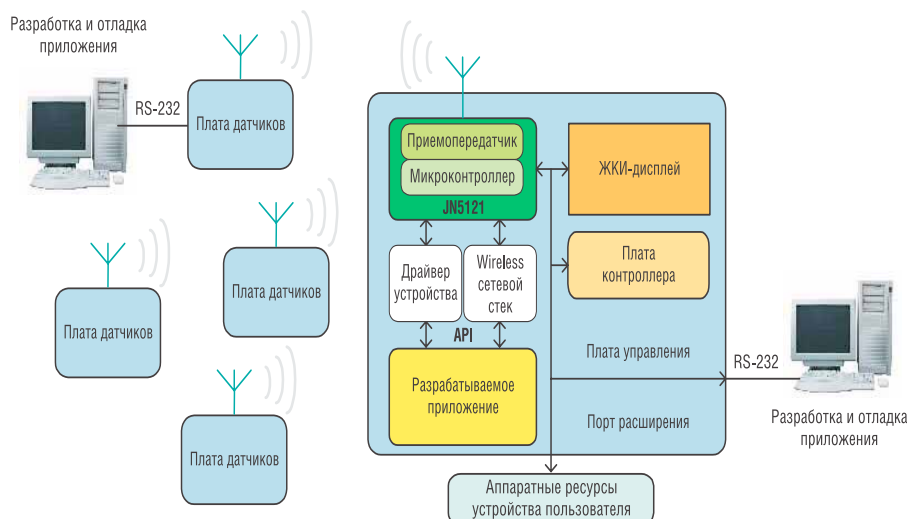 Разработка и отладка
приложения
RS-232
Плата датчиков
Плата датчиков
Плата датчиков
Плата датчиков
Приемопередатчик
Микроконтроллер
JN5121
ЖКИ-дисплей
Драйвер
устройства
Wireless
сетевой
стек
Плата
контроллера
API
Разрабатываемое
приложение
Плата управления
RS-232
Порт расширения
Разработка и отладка
приложения
Аппаратные ресурсы
устройства пользователя